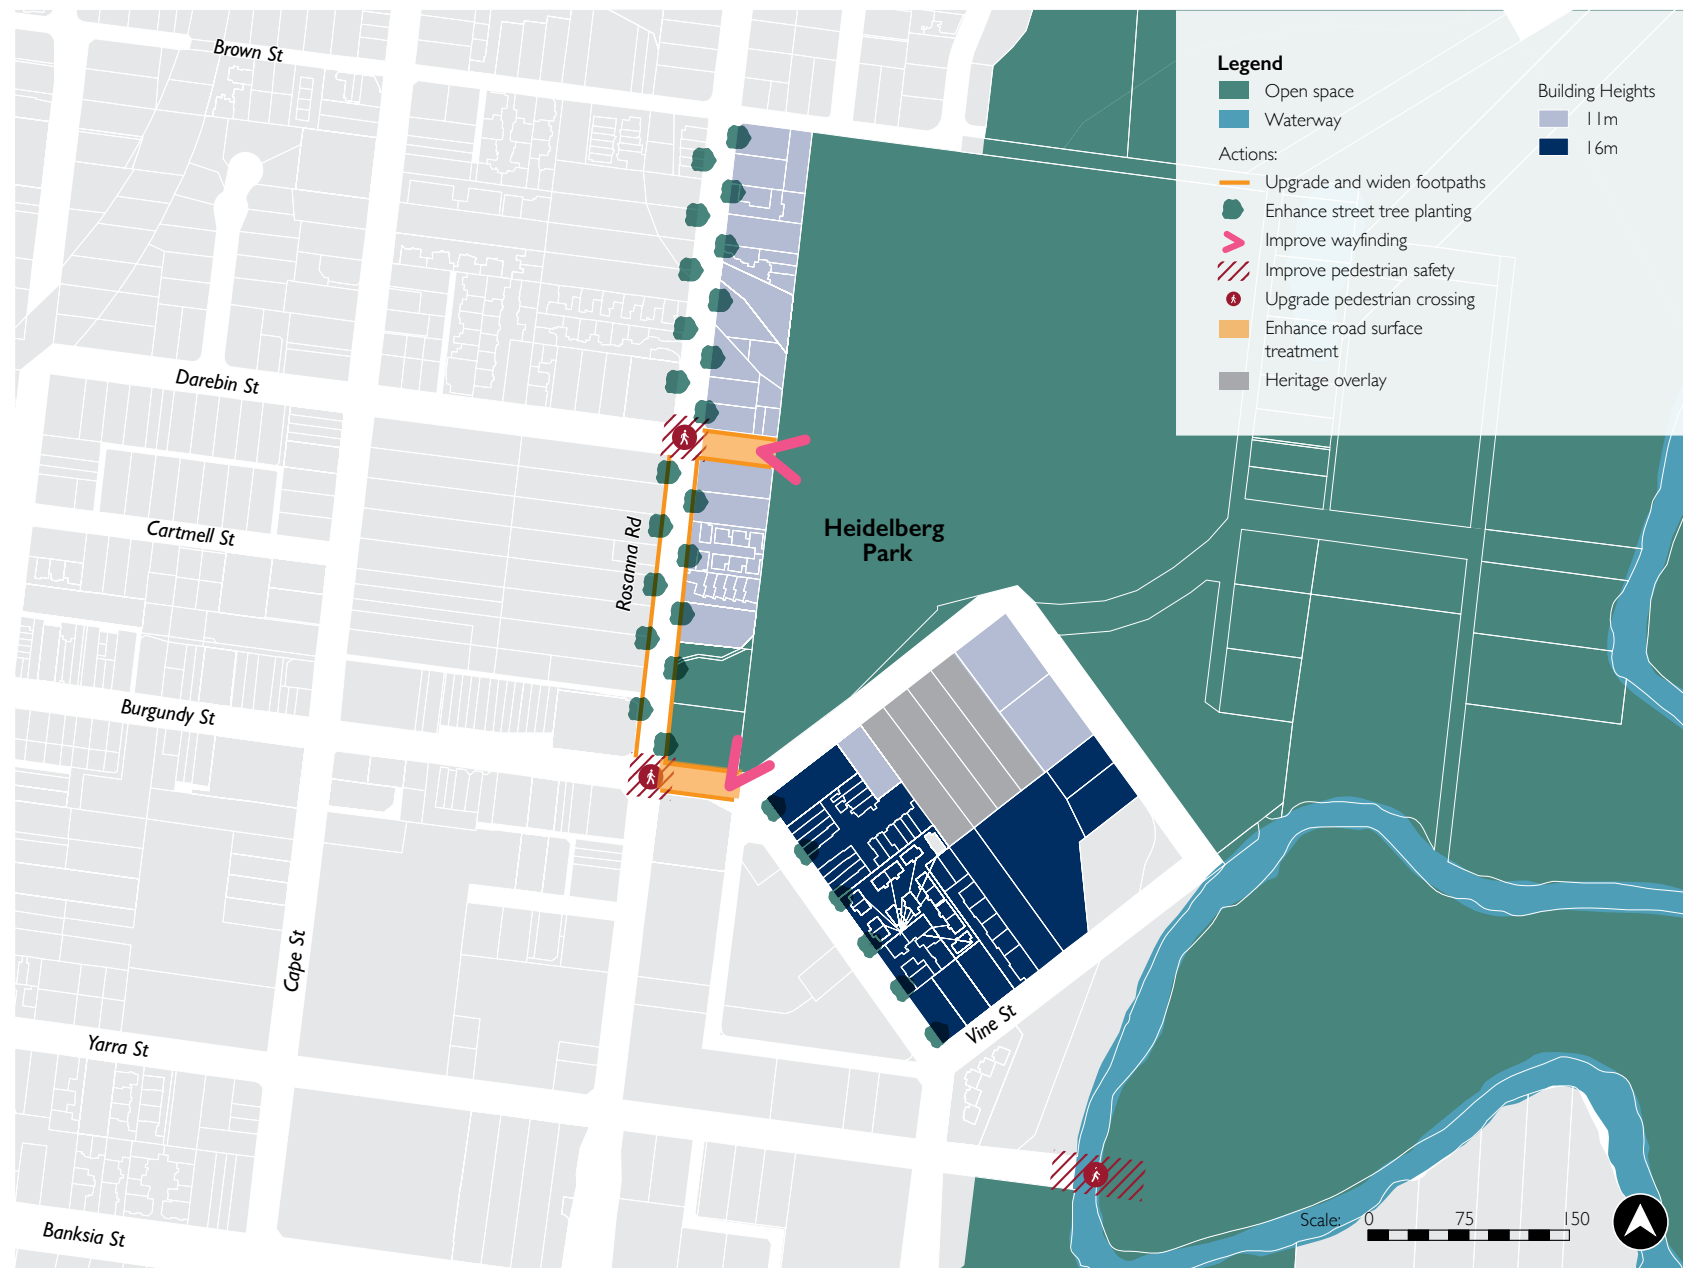 Brown St
Legend
Open space
Waterway
Building Heights
11m
16m
Actions:
Upgrade and widen footpaths
Enhance street tree planting
Improve wayfinding
Improve pedestrian safety
Upgrade pedestrian crossing
Enhance road surface
treatment
Heritage overlay
Darebin St
Cartmell St
Rosanna Rd
Heidelberg
Park
Burgundy St
Cape St
Vine St
Yarra St
Banksia St
Scale: 0 75 150